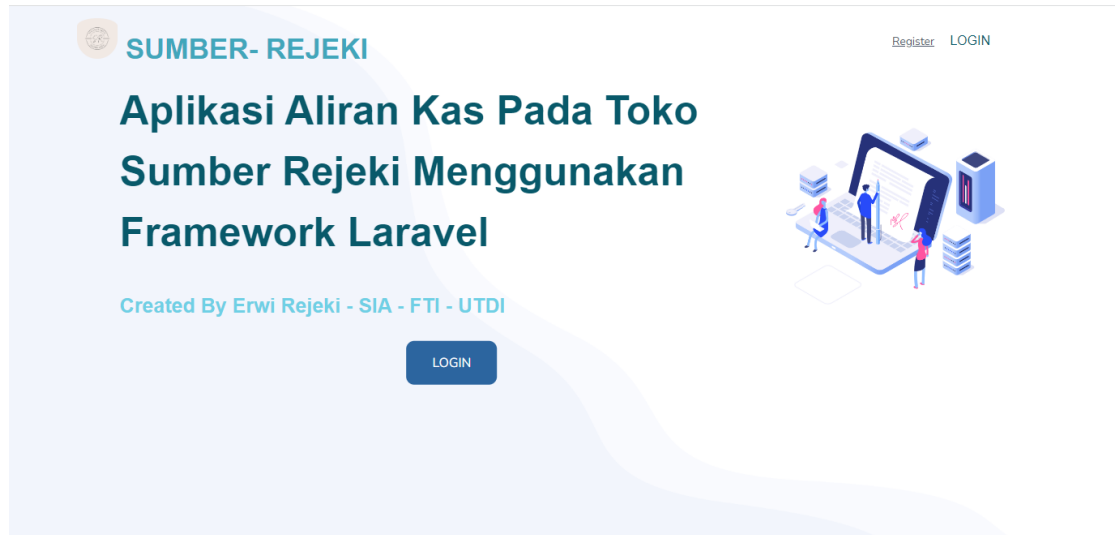 SUMBER- REJEKI
Register LOGIN
Aplikasi Aliran Kas Pada Toko
Sumber Rejeki Menggunakan
Framework Laravel
Created By Erwi Rejeki - SIA - FTI - UTDI
LOGIN